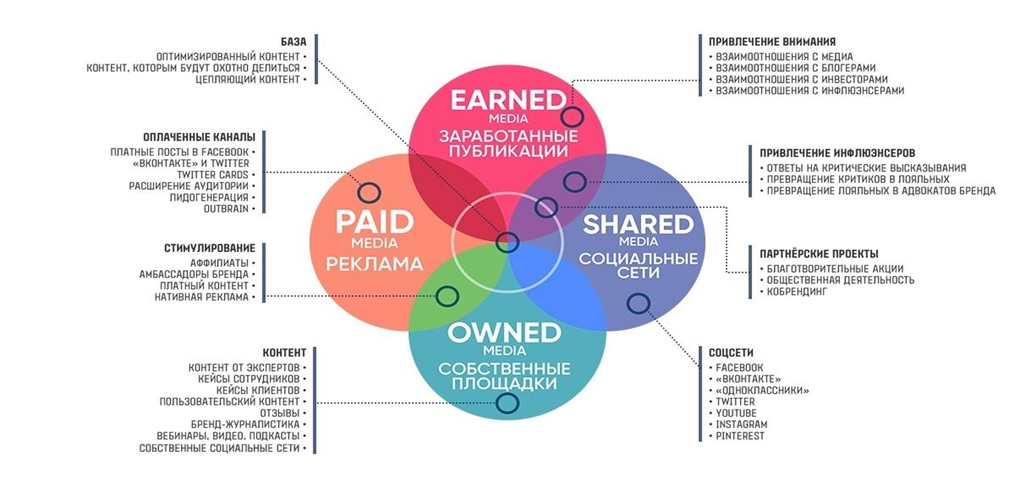 БАЗА
ОПТИМИЗИРОВАННЫЙ КОНТЕНТ •
КОНТЕНТ, КОТОРЫМ БУДУТ ОХОТНО ДЕЛИТЬСЯ •
ЦЕПЛЯЮЩИЙ КОНТЕНТ •
ОПЛАЧЕННЫЕ КАНАЛЫ
ПЛАТНЫЕ ПОСТЫ В FACEBOOK •
«ВКОНТАКТЕ» И TWITTER •
TWITTER CARDS •
РАСШИРЕНИЕ АУДИТОРИИ •
ЛИДОГЕНЕРАЦИЯ •
OUTBRAIN •
СТИМУЛИРОВАНИЕ
АФФИЛИАТЫ •
АМБАССАДОРЫ БРЕНДА •
ПЛАТНЫЙ КОНТЕНТ •
НАТИВНАЯ РЕКЛАМА •
КОНТЕНТ
КОНТЕНТ ОТ ЭКСПЕРТОВ •
КЕЙСЫ СОТРУДНИКОВ •
КЕЙСЫ КЛИЕНТОВ •
ПОЛЬЗОВАТЕЛЬСКИЙ КОНТЕНТ •
ОТЗЫВЫ •
БРЕНД-ЖУРНАЛИСТИКА •
ВЕБИНАРЫ, ВИДЕО, ПОДКАСТЫ •
СОБСТВЕННЫЕ СОЦИАЛЬНЫЕ СЕТИ •
EARNED
MEDIA
ЗАРАБОТАННЫЕ
ПУБЛИКАЦИИ
PAID
MEDIA
РЕКЛАМА
SHARED
MEDIA
СОЦИАЛЬНЫЕ
СЕТИ
OWNED
MEDIA
СОБСТВЕННЫЕ
ПЛОЩАДКИ
ПРИВЛЕЧЕНИЕ ВНИМАНИЯ
• ВЗАИМООТНОШЕНИЯ С МЕДИА
• ВЗАИМООТНОШЕНИЯ С БЛОГЕРАМИ
• ВЗАИМООТНОШЕНИЯ С ИНВЕСТОРАМИ
• ВЗАИМООТНОШЕНИЯ С ИНФЛЮЭНСЕРАМИ
ПРИВЛЕЧЕНИЕ ИНФЛЮЭНСЕРОВ
• ОТВЕТЫ НА КРИТИЧЕСКИЕ ВЫСКАЗЫВАНИЯ
• ПРЕВРАЩЕНИЕ КРИТИКОВ В ЛОЯЛЬНЫХ
• ПРЕВРАЩЕНИЕ ЛОЯЛЬНЫХ В АДВОКАТОВ БРЕНДА
ПАРТНЁРСКИЕ ПРОЕКТЫ
• БЛАГОТВОРИТЕЛЬНЫЕ АКЦИИ
• ОБЩЕСТВЕННАЯ ДЕЯТЕЛЬНОСТЬ
• КОБРЕНДИНГ
СОЦСЕТИ
• FACEBOOK
• «ВКОНТАКТЕ»
• «ОДНОКЛАССНИКИ»
• TWITTER
• YOUTUBE
• INSTAGRAM
• PINTEREST